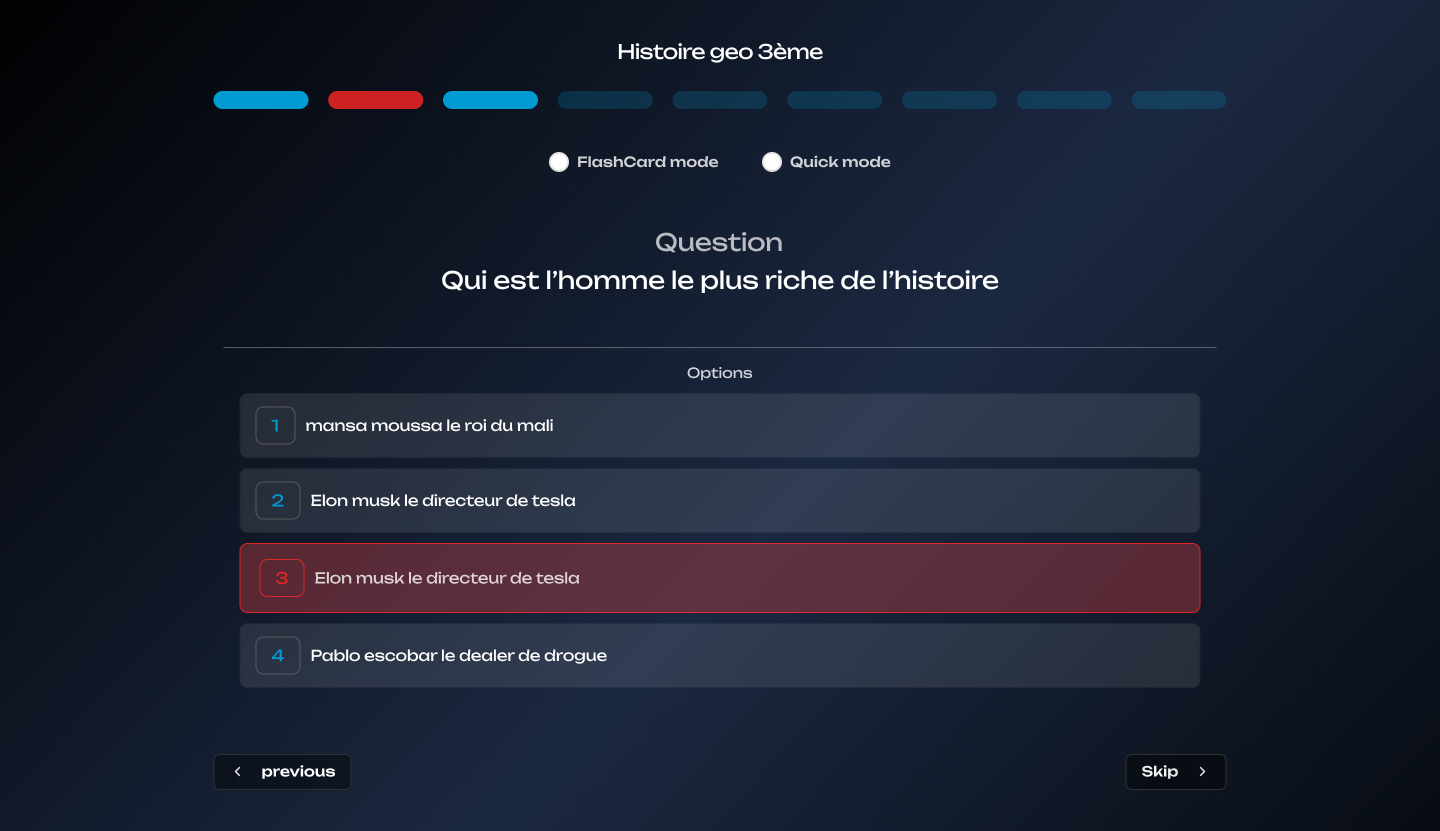 Histoire geo 3ème
FlashCard mode
Quick mode
Question
Qui est l’homme le plus riche de l’histoire
Options
1 mansa moussa le roi du mali
2 Elon musk le directeur de tesla
3 Elon musk le directeur de tesla
4 Pablo escobar le dealer de drogue
previous
Skip